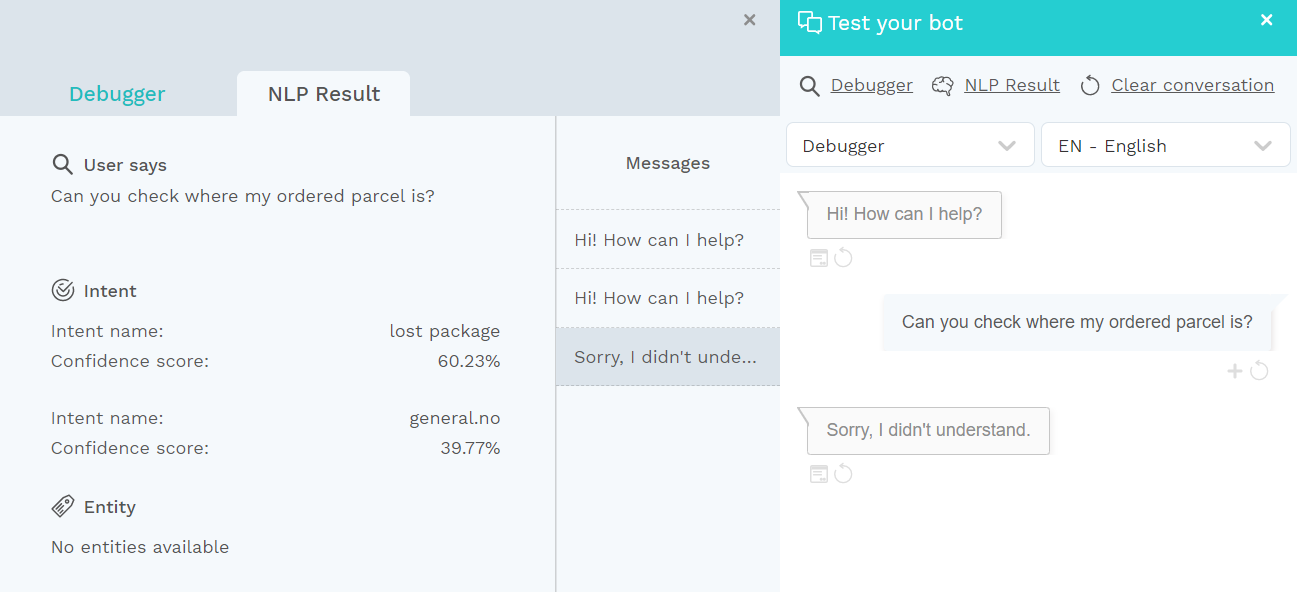 Debugger
NLP Result
User says
Can you check where my ordered parcel is?
Intent
Intent name: lost package
Confidence score: 60.23%
Intent name: general.no
Confidence score: 39.77%
Entity
No entities available
Messages
Hi! How can I help?
Hi! How can I help?
Sorry, I didn't unde...
Test your bot
Debugger NLP Result Clear conversation
Debugger EN - English
Hi! How can I help?
Can you check where my ordered parcel is?
Sorry, I didn't understand.